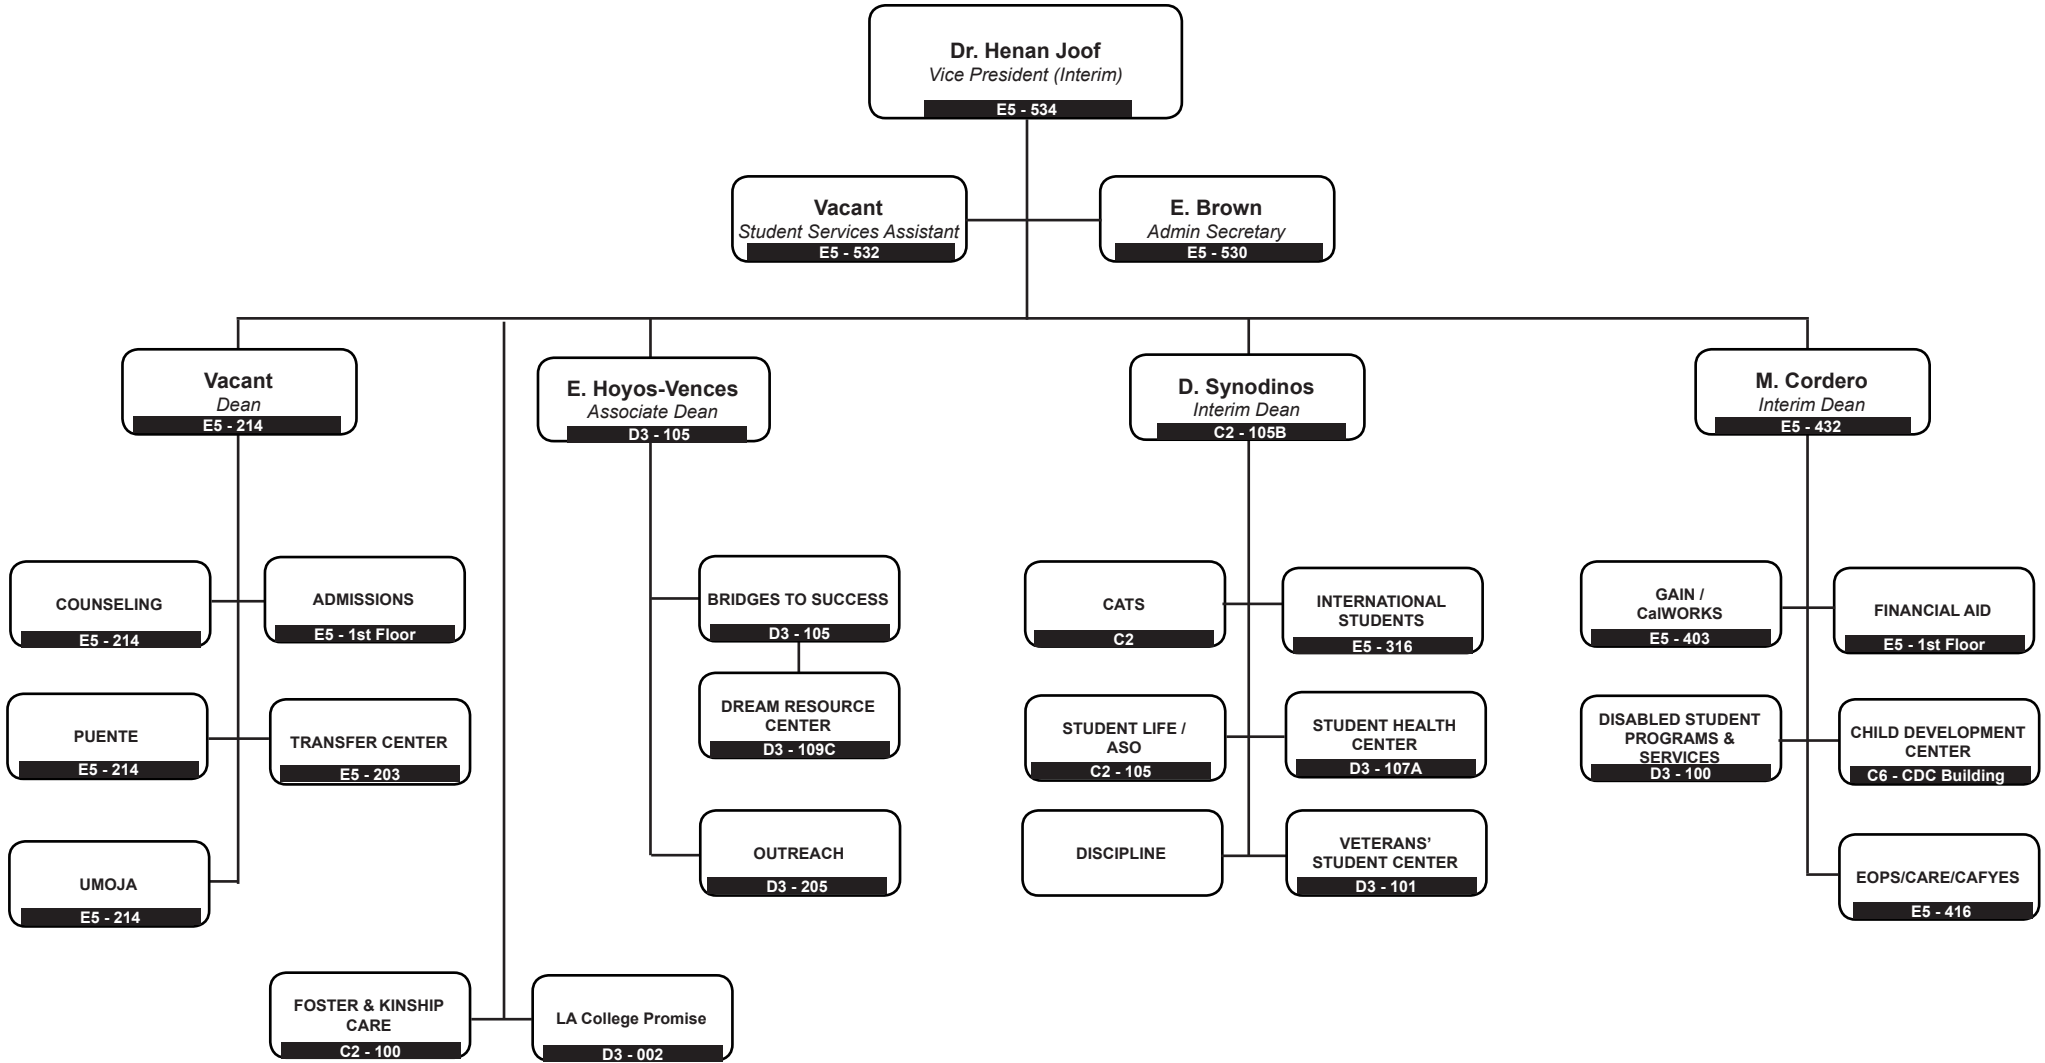 Dr. Henan Joof
Vice President (Interim)
E5 - 534
Vacant
Student Services Assistant
E5 - 532
E. Brown
Admin Secretary
E5 - 530
Vacant
Dean
E5 - 214
E. Hoyos-Vences
Associate Dean
D3 - 105
D. Synodinos
Interim Dean
C2 - 105B
M. Cordero
Interim Dean
E5 - 432
COUNSELING
E5 - 214
ADMISSIONS
E5 - 1st Floor
PUENTE
E5 - 214
TRANSFER CENTER
E5 - 203
UMOJA
E5 - 214
FOSTER & KINSHIP
CARE
C2 - 100
LA College Promise
D3 - 002
BRIDGES TO SUCCESS
D3 - 105
DREAM RESOURCE
CENTER
D3 - 109C
OUTREACH
D3 - 205
CATS
C2
INTERNATIONAL
STUDENTS
E5 - 316
STUDENT LIFE /
ASO
C2 - 105
STUDENT HEALTH
CENTER
D3 - 107A
DISCIPLINE
VETERANS’
STUDENT CENTER
D3 - 101
GAIN /
CalWORKS
E5 - 403
FINANCIAL AID
E5 - 1st Floor
DISABLED STUDENT
PROGRAMS &
SERVICES
D3 - 100
CHILD DEVELOPMENT
CENTER
C6 - CDC Building
EOPS/CARE/CAFYES
E5 - 416